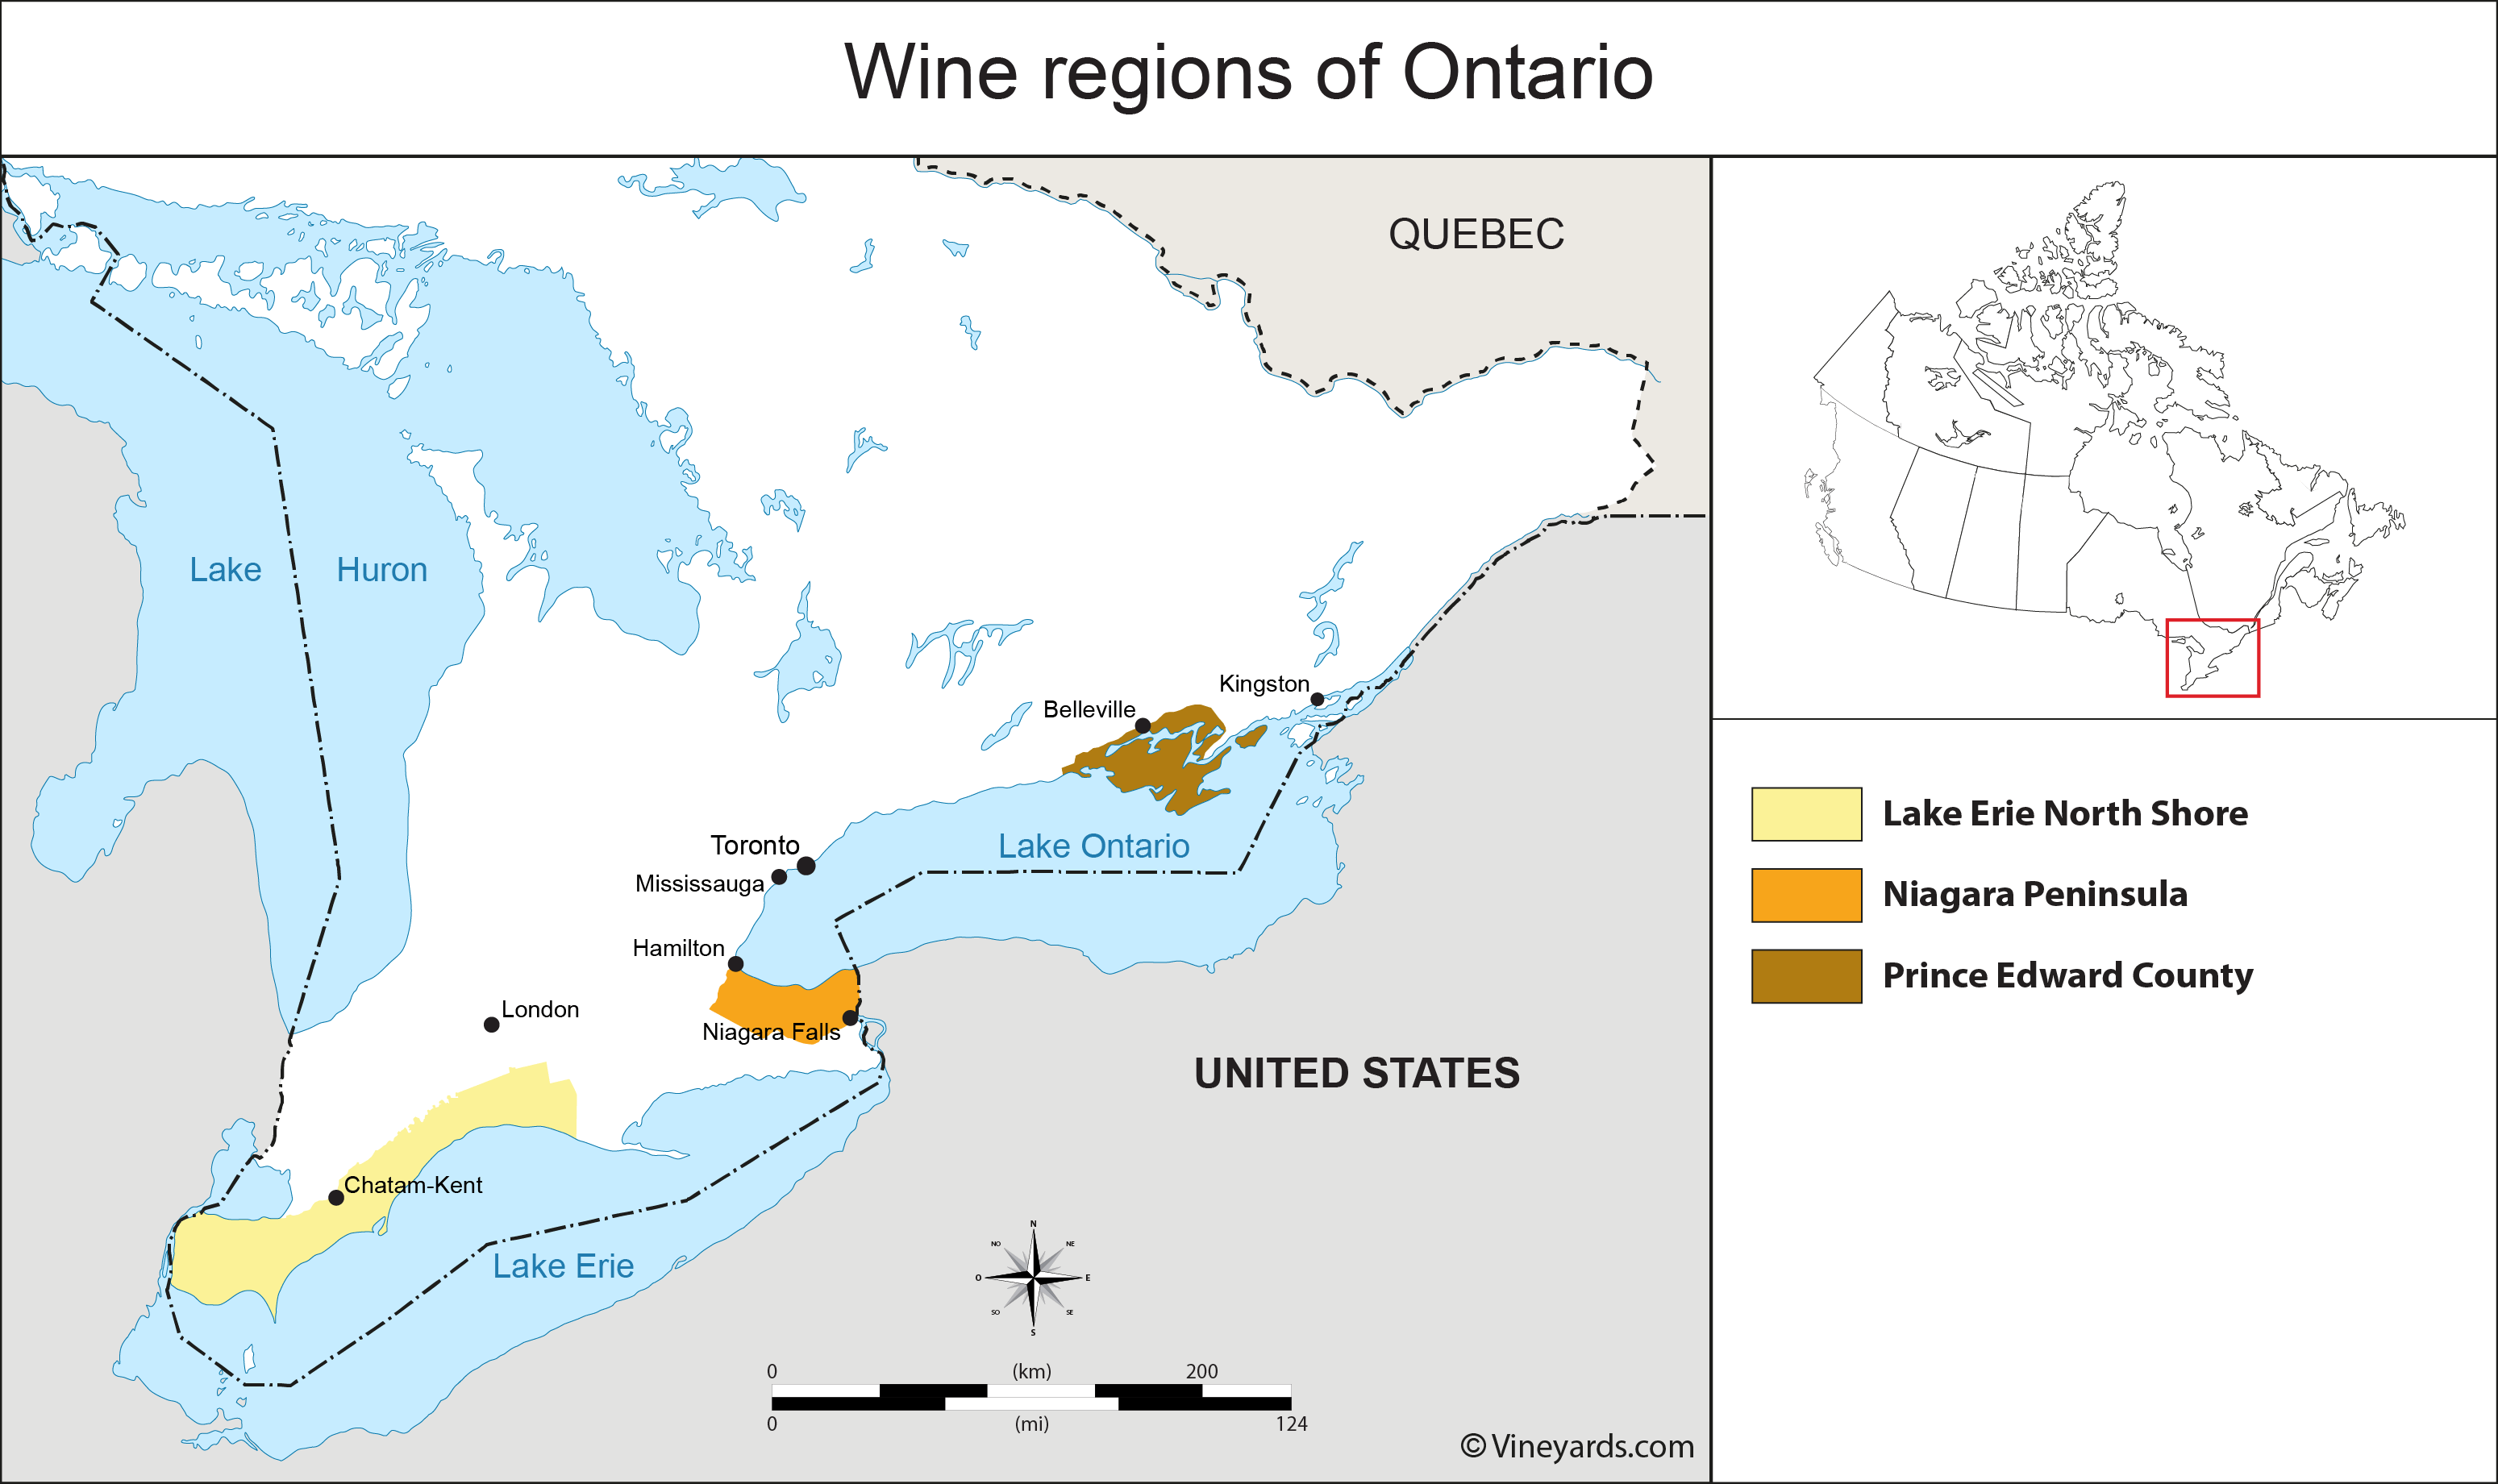 Wine regions of Ontario
QUEBEC
Lake Huron
Kingston
Belleville
Toronto
Lake Ontario
Mississauga
Hamilton
London
Niagara Falls
UNITED STATES
Chatam-Kent
Lake Erie
N
NO NE
O E
SO SE
S
0 (km) 200
0 (mi) 124
© Vineyards.com
Lake Erie North Shore
Niagara Peninsula
Prince Edward County